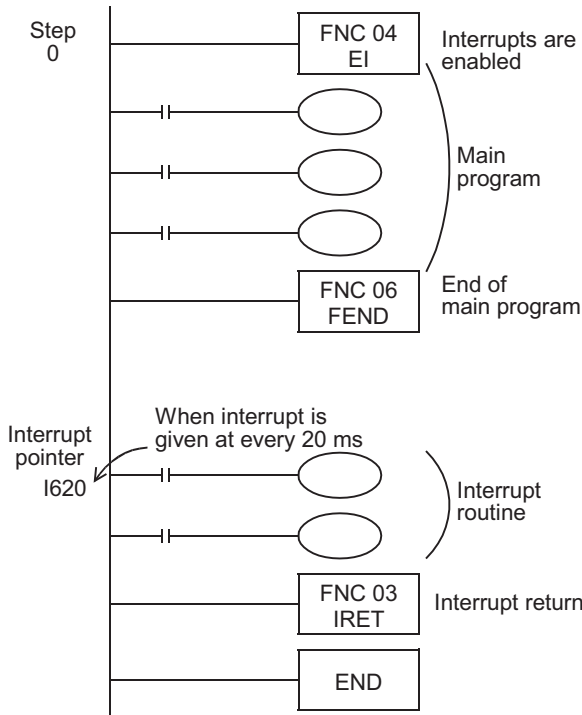 Step
0
FNC 04
EI
Interrupts are
enabled
Main
program
FNC 06
FEND
End of
main program
When interrupt is
given at every 20 ms
Interrupt
pointer
I620
Interrupt
routine
FNC 03
IRET
Interrupt return
END